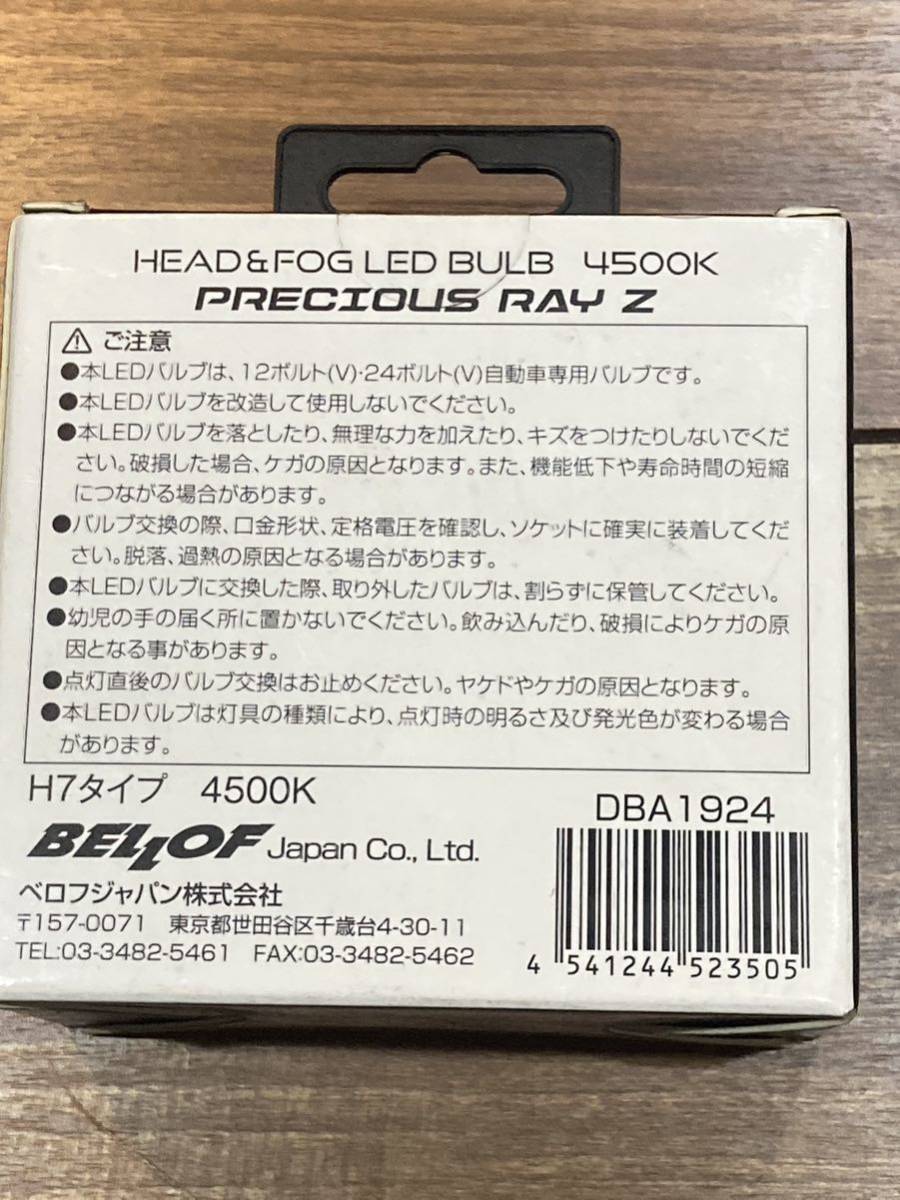 HEAD&FOG LED BULB 4500K
PRECIOUS RAY Z
⚠ ご注意
●本LEDバルブは、12ボルト(V)・24ボルト(V)自動車専用バルブです。
●本LEDバルブを改造して使用しないでください。
●本LEDバルブを落としたり、無理な力を加えたり、キズをつけたりしないでくだ
さい。破損した場合、ケガの原因となります。また、機能低下や寿命時間の短縮
につながる場合があります。
●バルブ交換の際、口金形状、定格電圧を確認し、ソケットに確実に装着してくだ
さい。脱落、過熱の原因となる場合があります。
●本LEDバルブに交換した際、取り外したバルブは、割らずに保管してください。
●幼児の手の届く所に置かないでください。飲み込んだり、破損によりケガの原
因となる事があります。
●点灯直後のバルブ交換はお止めください。ヤケドやケガの原因となります。
●本LEDバルブは灯具の種類により、点灯時の明るさ及び発光色が変わる場合
があります。
H7タイプ 4500K
DBA1924
BELLOF Japan Co., Ltd.
ベロフジャパン株式会社
〒157-0071 東京都世田谷区千歳台4-30-11
TEL:03-3482-5461 FAX:03-3482-5462
4 541244 523505